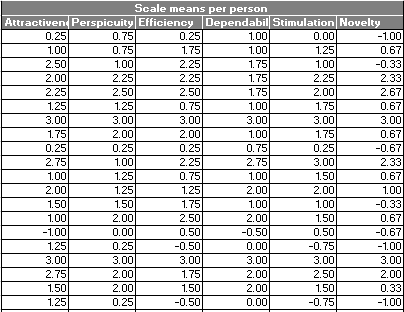 Scale means per person
Attractiven Perspicuity Efficiency Dependabil Stimulation Novelty
0.25 0.75 0.25 1.00 0.00 -1.00
1.00 0.75 1.75 1.00 1.25 0.67
2.50 1.00 2.25 1.75 1.00 -0.33
2.00 2.25 2.25 1.75 2.25 2.33
2.25 2.50 2.50 1.75 2.00 2.67
1.25 1.25 0.75 1.00 1.75 0.67
3.00 3.00 3.00 3.00 3.00 3.00
1.75 2.00 2.00 1.00 1.75 0.67
0.25 0.25 0.25 0.75 0.25 -0.67
2.75 1.00 2.25 2.75 3.00 2.33
1.00 1.25 0.75 1.00 1.50 0.67
2.00 1.25 1.25 2.00 2.00 1.00
1.50 1.50 1.75 1.00 1.00 -0.33
1.00 2.00 2.50 2.00 1.50 0.67
-1.00 0.00 0.50 -0.50 0.50 -0.67
1.25 0.25 -0.50 0.00 -0.75 -1.00
3.00 3.00 3.00 3.00 3.00 3.00
2.75 2.00 1.75 2.00 2.50 2.00
1.50 2.00 1.50 2.00 1.50 0.33
1.25 0.25 -0.50 0.00 -0.75 -1.00